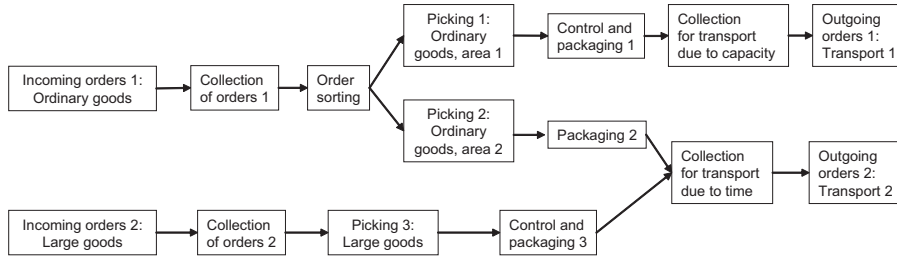 Incoming orders 1:
Ordinary goods
Collection
of orders 1
Order
sorting
Picking 1:
Ordinary
goods, area 1
Control and
packaging 1
Collection
for transport
due to capacity
Outgoing
orders 1:
Transport 1
Picking 2:
Ordinary
goods, area 2
Packaging 2
Collection
for transport
due to time
Outgoing
orders 2:
Transport 2
Incoming orders 2:
Large goods
Collection
of orders 2
Picking 3:
Large goods
Control and
packaging 3